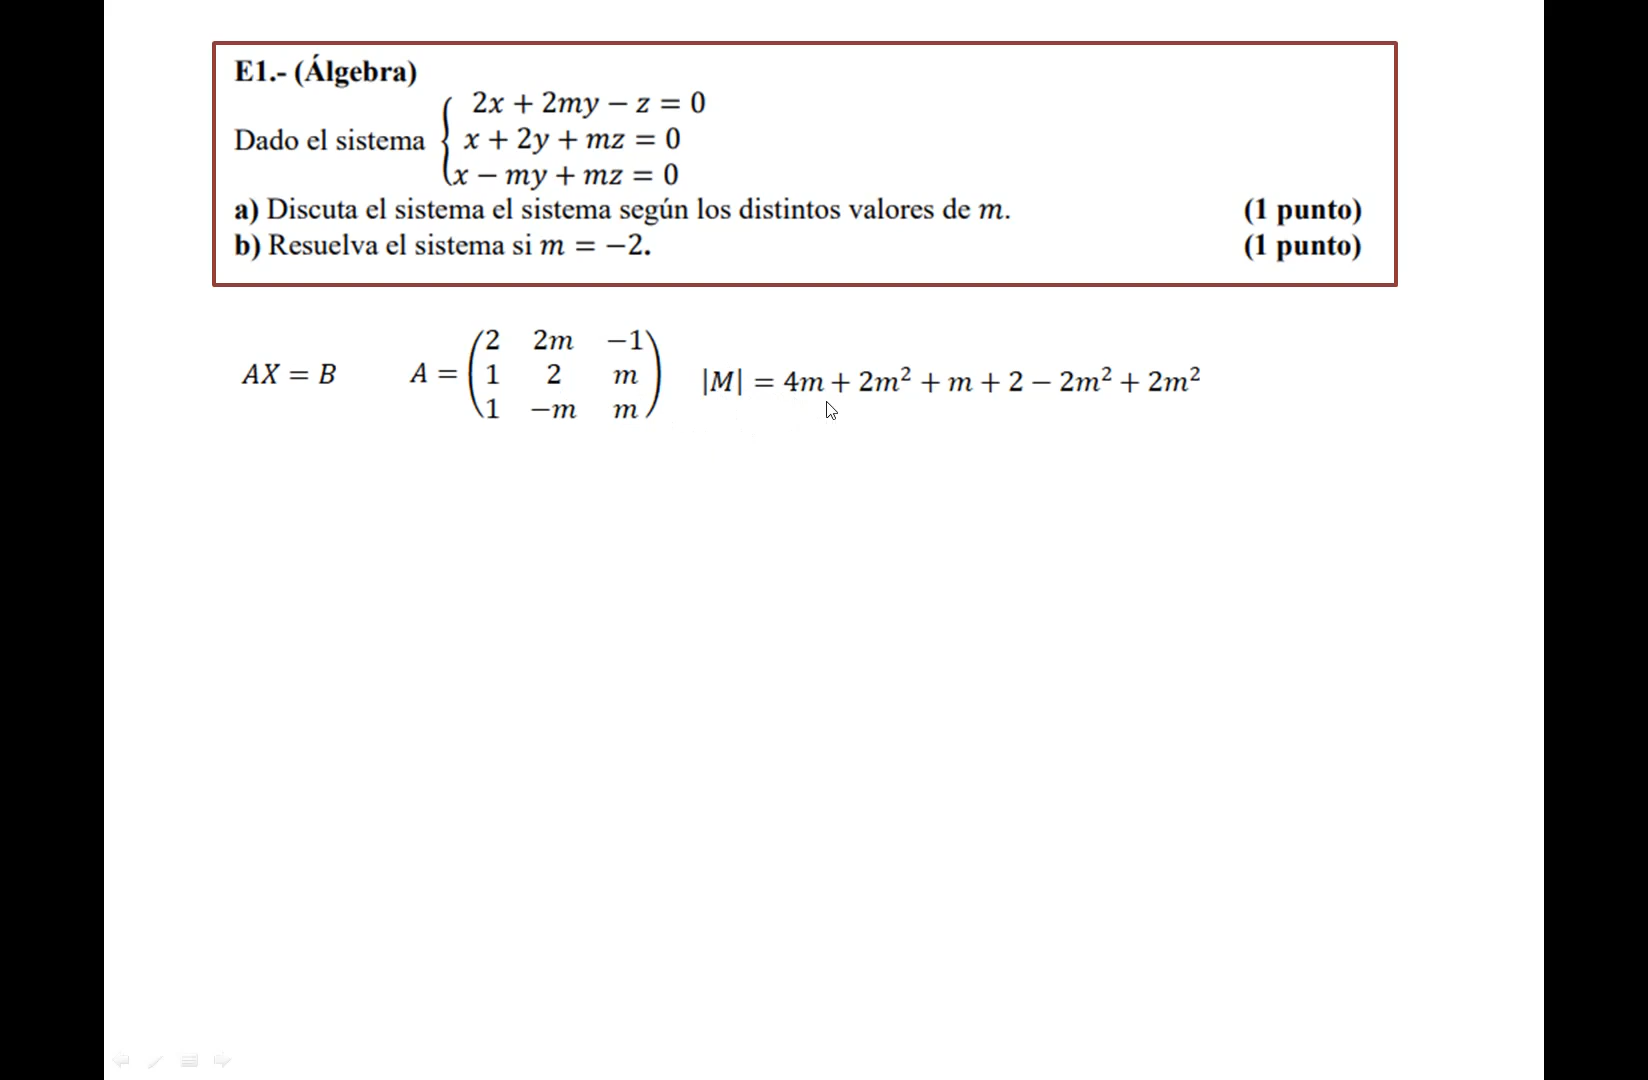 E1.- (Álgebra)
2x + 2my − z = 0
Dado el sistema { x + 2y + mz = 0
x − my + mz = 0
a) Discuta el sistema el sistema según los distintos valores de m. (1 punto)
b) Resuelva el sistema si m = −2. (1 punto)
AX = B A = (2 2m −1
1 2 m
1 −m m) |M| = 4m + 2m² + m + 2 − 2m² + 2m²